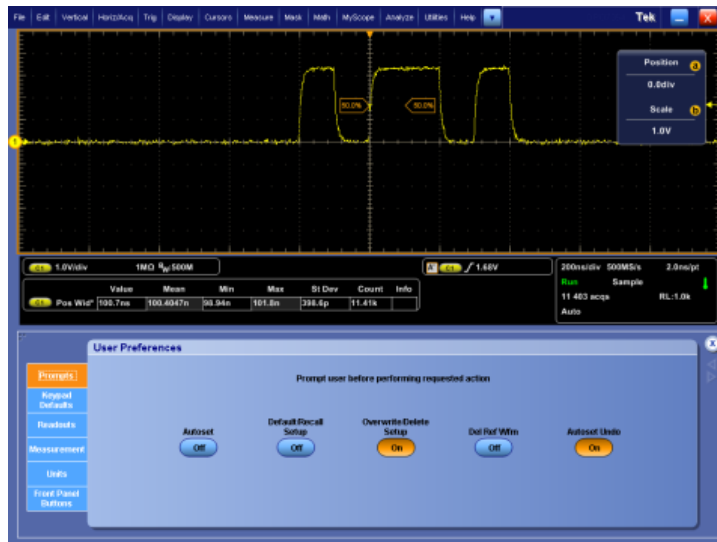 File Edit Vertical Horiz/Acq Trig Display Cursors Measure Mask Math MyScope Analyze Utilities Help Tek X
Position a
0.0div
Scale b
1.0V
50.0% 50.0%
1
C1 1.0V/div 1MΩ BW:500M
A' C1 1.68V
200ns/div 500MS/s 2.0ns/pt
Run Sample
11 403 acqs RL:1.0k
Auto
Value Mean Min Max St Dev Count Info
C1 Pos Wid* 100.7ns 100.4047n 98.94n 101.8n 398.6p 11.41k
User Preferences X
Prompts
Keypad
Defaults
Readouts
Measurement
Units
Front Panel
Buttons
Prompt user before performing requested action
Autoset
Off
Default/Recall
Setup
Off
Overwrite/Delete
Setup
On
Del Ref Wfm
Off
Autoset Undo
On